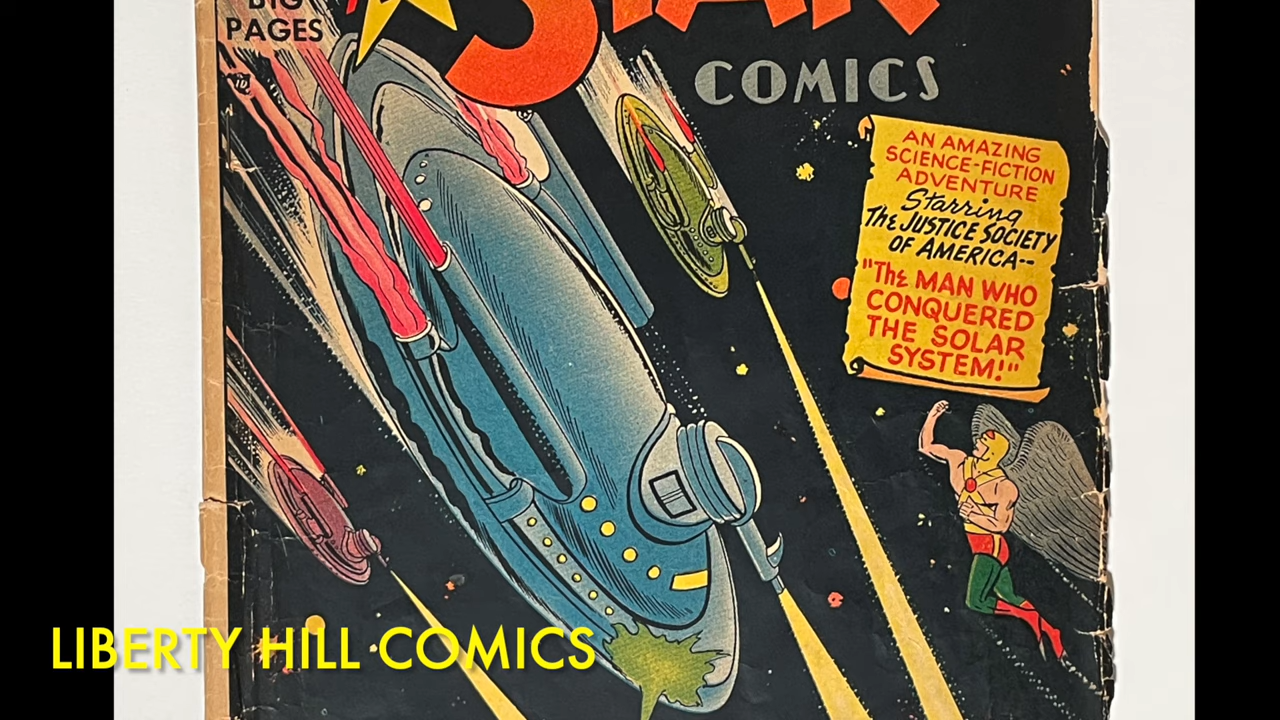 BIG
PAGES
STAR
COMICS
AN AMAZING
SCIENCE-FICTION
ADVENTURE
Starring
The JUSTICE SOCIETY
OF AMERICA--
"The MAN WHO
CONQUERED
THE SOLAR
SYSTEM!"
LIBERTY HILL COMICS